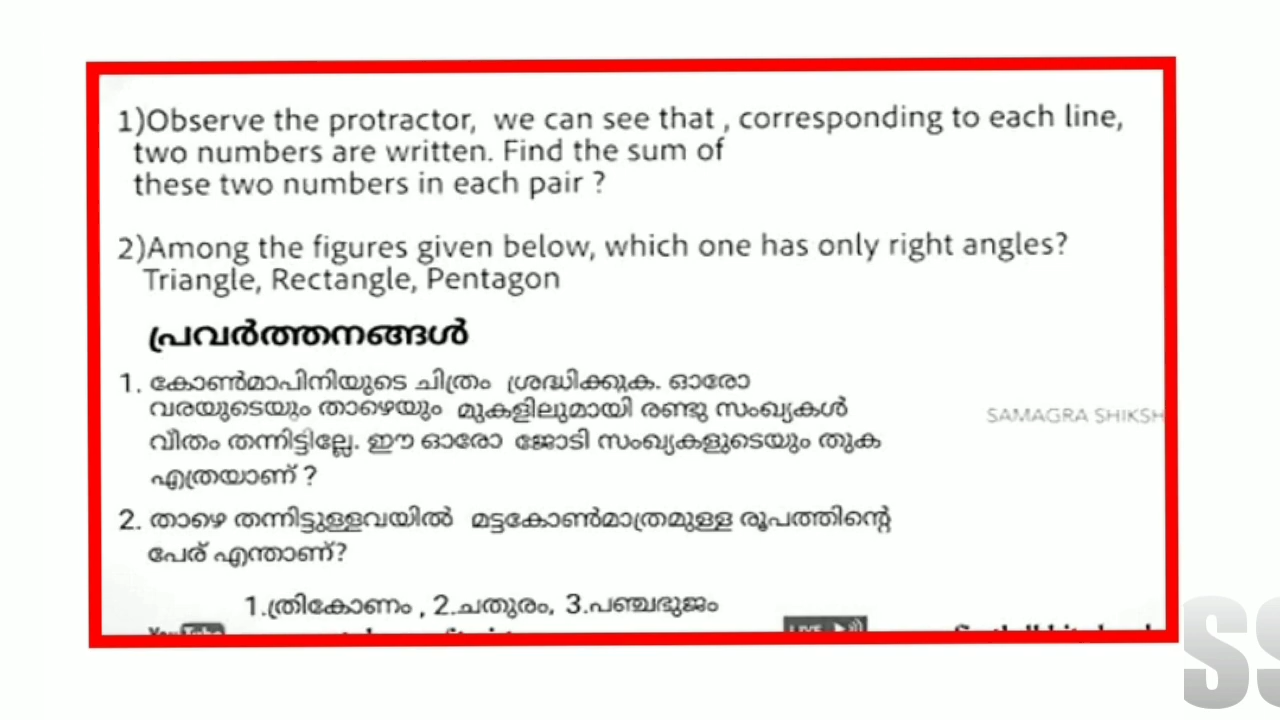 1)Observe the protractor, we can see that , corresponding to each line,
two numbers are written. Find the sum of
these two numbers in each pair ?
2)Among the figures given below, which one has only right angles?
Triangle, Rectangle, Pentagon
പ്രവർത്തനങ്ങൾ
1. കോൺമാപിനിയുടെ ചിത്രം ശ്രദ്ധിക്കുക. ഓരോ
വരയുടെയും താഴെയും മുകളിലുമായി രണ്ടു സംഖ്യകൾ
വീതം തന്നിട്ടില്ലേ. ഈ ഓരോ ജോടി സംഖ്യകളുടെയും തുക
എത്രയാണ് ?
SAMAGRA SHIKSH
2. താഴെ തന്നിട്ടുള്ളവയിൽ മട്ടകോൺമാത്രമുള്ള രൂപത്തിന്റെ
പേര് എന്താണ്?
1.ത്രികോണം , 2.ചതുരം, 3.പഞ്ചഭുജം
YouTube
LIVE
SS